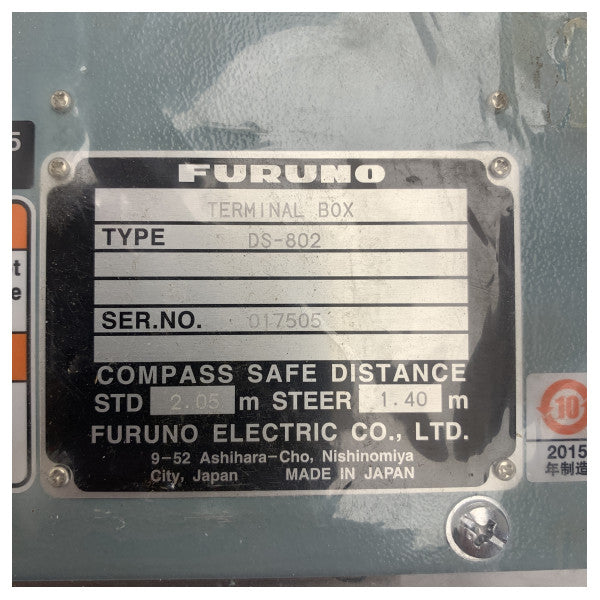 5
FURUNO
TERMINAL BOX
TYPE DS-802
t
e
SER.NO. 017505
COMPASS SAFE DISTANCE
STD 2.05 m STEER 1.40 m
FURUNO ELECTRIC CO., LTD.
9-52 Ashihara-Cho, Nishinomiya
City, Japan MADE IN JAPAN
10
2015
年制造